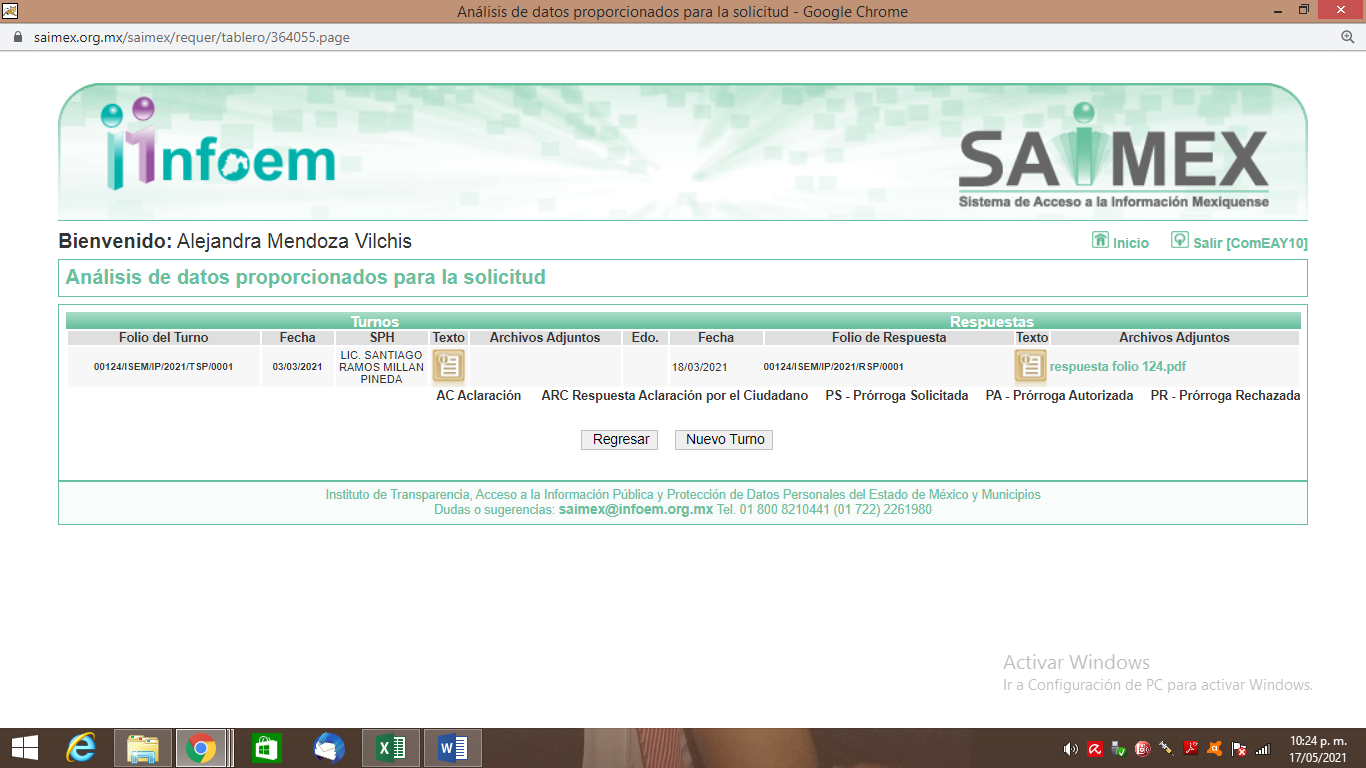 Análisis de datos proporcionados para la solicitud - Google Chrome
saimex.org.mx/saimex/requer/tablero/364055.page
infoem
SAIMEX
Sistema de Acceso a la Información Mexiquense
Bienvenido: Alejandra Mendoza Vilchis
Inicio Salir [ComEAY10]
Análisis de datos proporcionados para la solicitud
Turnos Respuestas
Folio del Turno Fecha SPH Texto Archivos Adjuntos Edo. Fecha Folio de Respuesta Texto Archivos Adjuntos
00124/ISEM/IP/2021/TSP/0001 03/03/2021 LIC. SANTIAGO RAMOS MILLAN PINEDA 18/03/2021 00124/ISEM/IP/2021/RSP/0001 respuesta folio 124.pdf
AC Aclaración ARC Respuesta Aclaración por el Ciudadano PS - Prórroga Solicitada PA - Prórroga Autorizada PR - Prórroga Rechazada
Regresar Nuevo Turno
Instituto de Transparencia, Acceso a la Información Pública y Protección de Datos Personales del Estado de México y Municipios
Dudas o sugerencias: saimex@infoem.org.mx Tel. 01 800 8210441 (01 722) 2261980
Activar Windows
Ir a Configuración de PC para activar Windows.
10:24 p. m.
17/05/2021